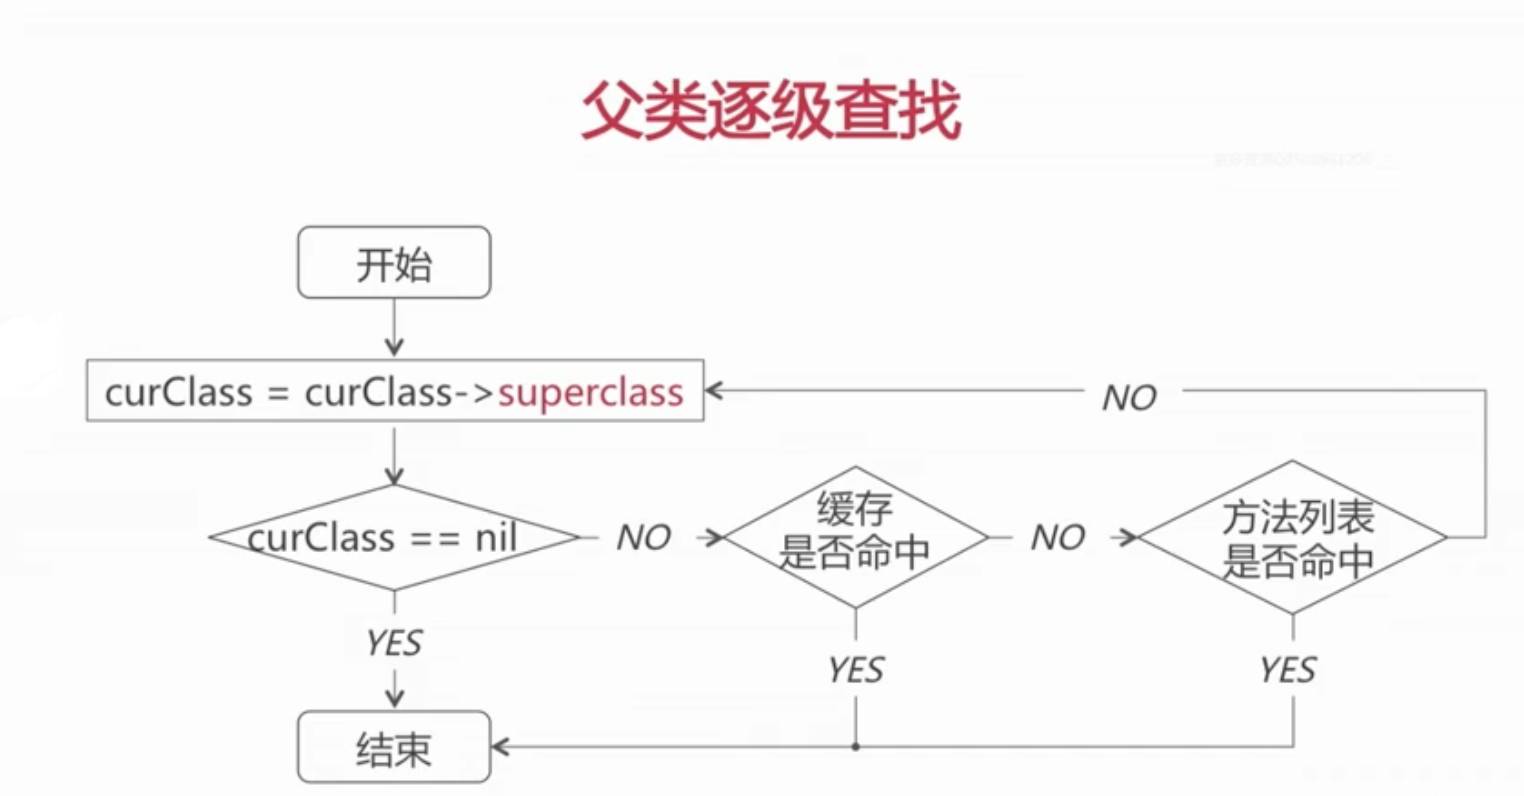 父类逐级查找
开始
curClass = curClass->superclass
NO
curClass == nil
NO
缓存
是否命中
NO
方法列表
是否命中
YES
YES
YES
结束